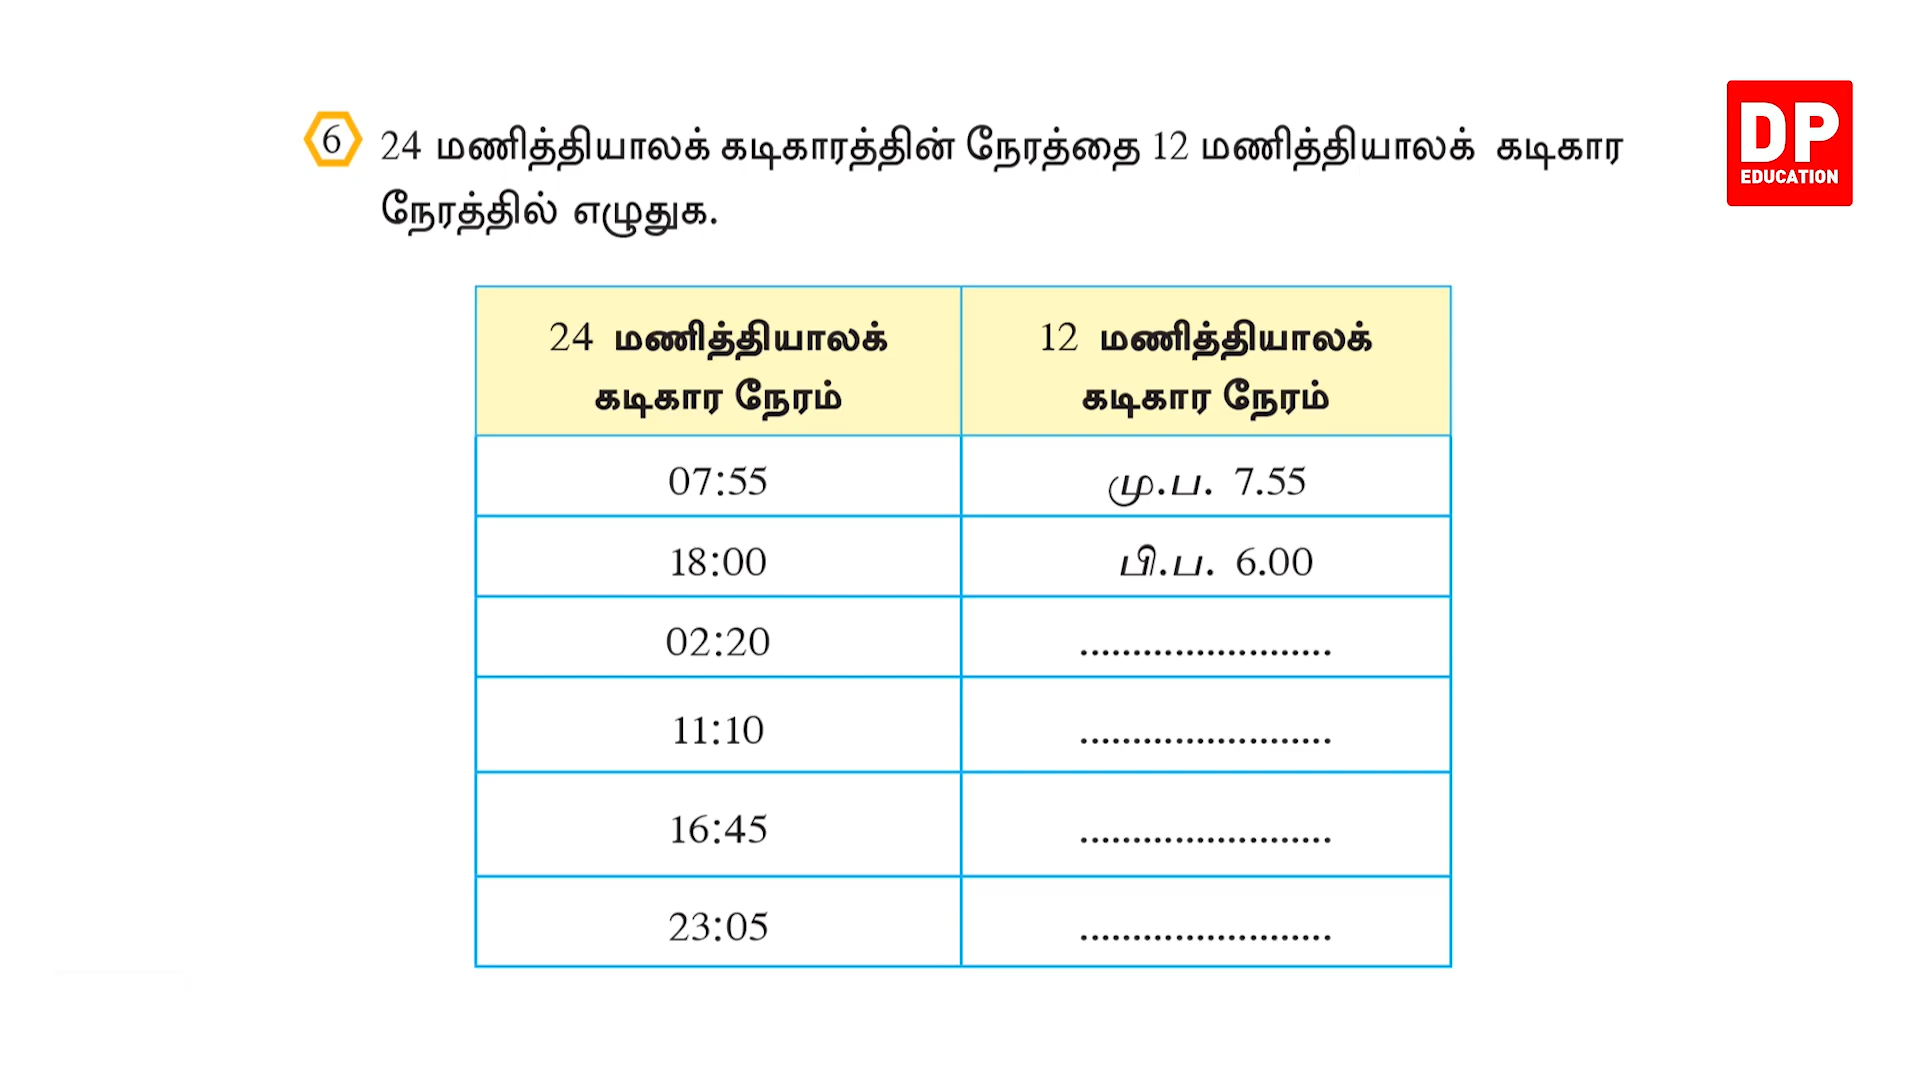 6 24 மணித்தியாலக் கடிகாரத்தின் நேரத்தை 12 மணித்தியாலக் கடிகார
நேரத்தில் எழுதுக.
DP
EDUCATION
24 மணித்தியாலக் 12 மணித்தியாலக்
கடிகார நேரம் கடிகார நேரம்
07:55 மு.ப. 7.55
18:00 பி.ப. 6.00
02:20 ........................
11:10 ........................
16:45 ........................
23:05 ........................